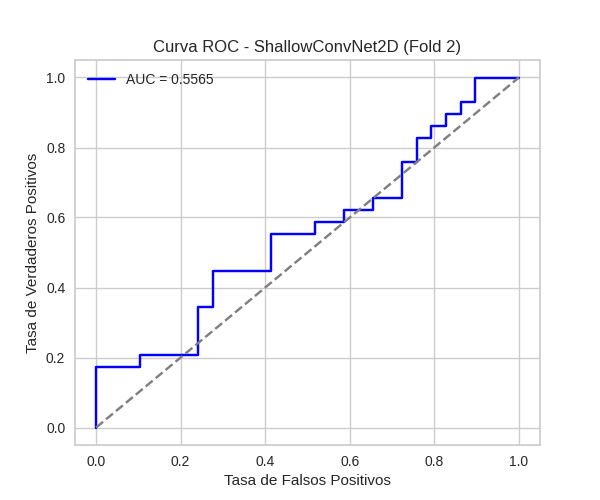 Curva ROC - ShallowConvNet2D (Fold 2)
AUC = 0.5565
Tasa de Verdaderos Positivos
1.0
0.8
0.6
0.4
0.2
0.0
0.0 0.2 0.4 0.6 0.8 1.0
Tasa de Falsos Positivos